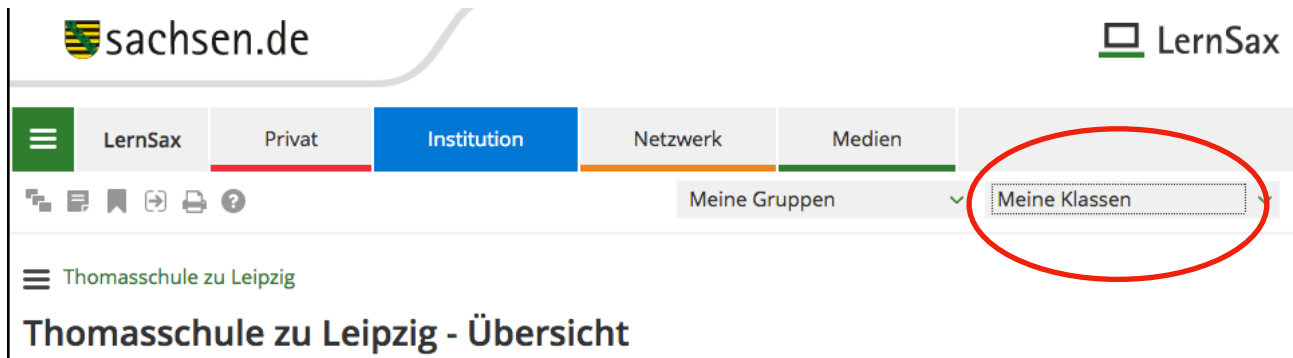 sachsen.de
LernSax
LernSax Privat Institution Netzwerk Medien
Meine Gruppen Meine Klassen
Thomasschule zu Leipzig
Thomasschule zu Leipzig - Übersicht